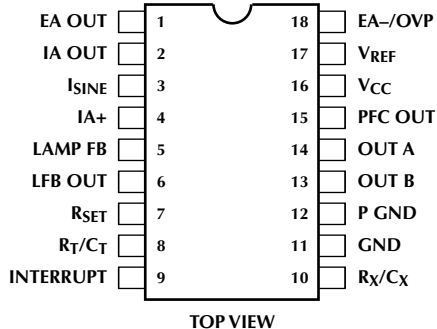 EA OUT 1 18 EA–/OVP
IA OUT 2 17 VREF
ISINE 3 16 VCC
IA+ 4 15 PFC OUT
LAMP FB 5 14 OUT A
LFB OUT 6 13 OUT B
RSET 7 12 P GND
RT/CT 8 11 GND
INTERRUPT 9 10 RX/CX
TOP VIEW